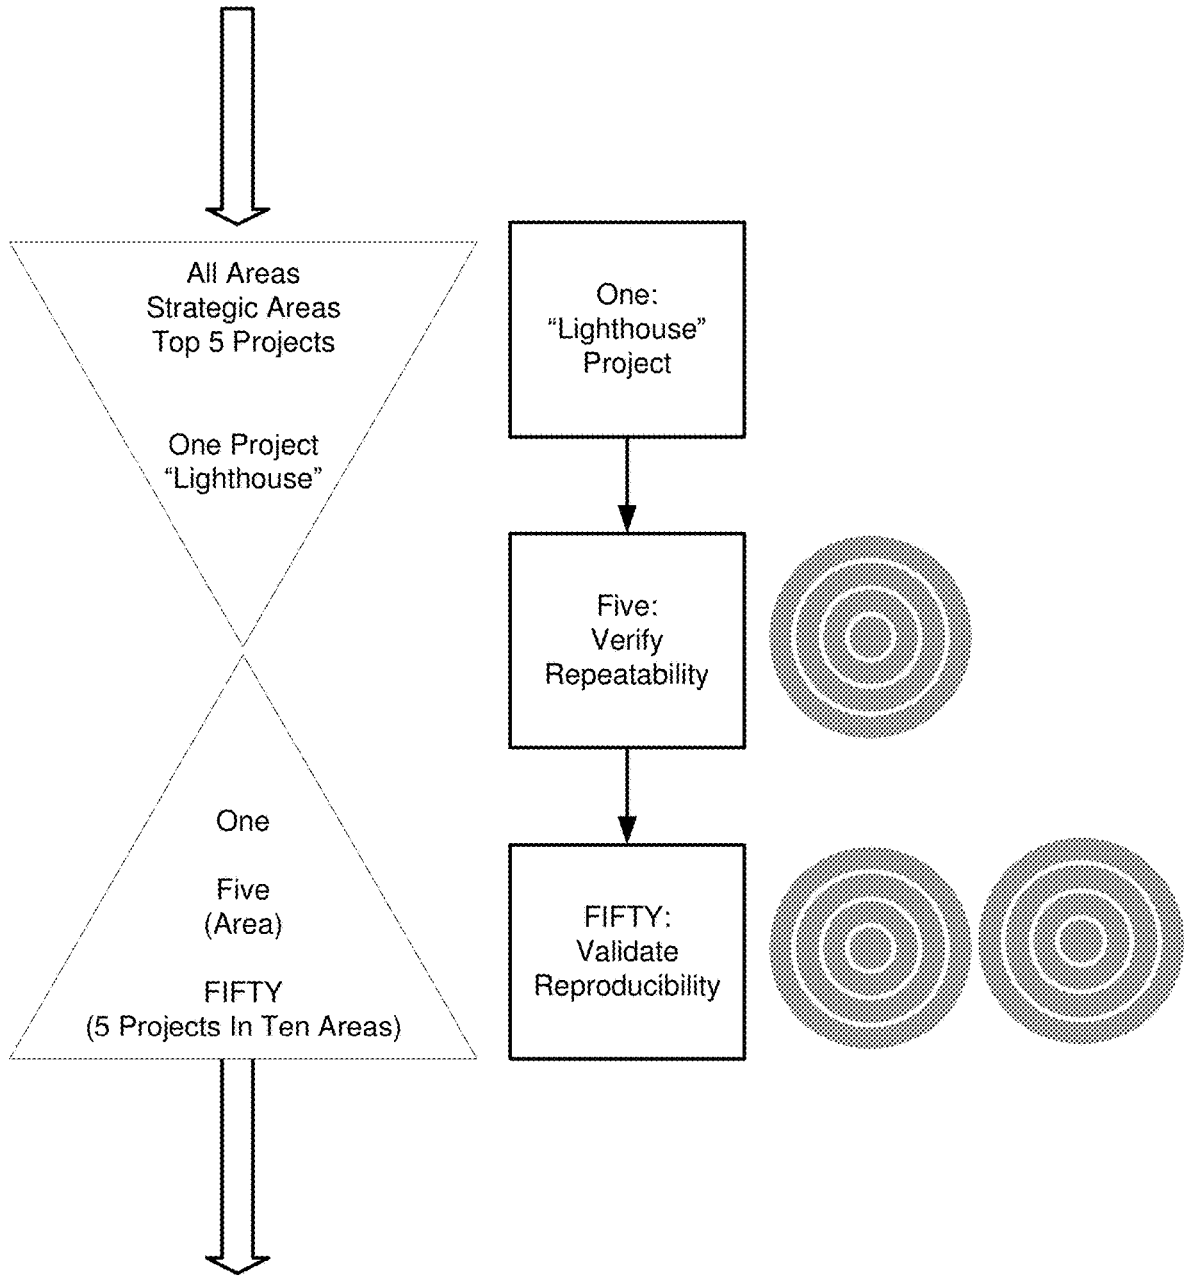 All Areas
Strategic Areas
Top 5 Projects
One Project
“Lighthouse”
One
Five
(Area)
FIFTY
(5 Projects In Ten Areas)
One:
“Lighthouse”
Project
Five:
Verify
Repeatability
FIFTY:
Validate
Reproducibility